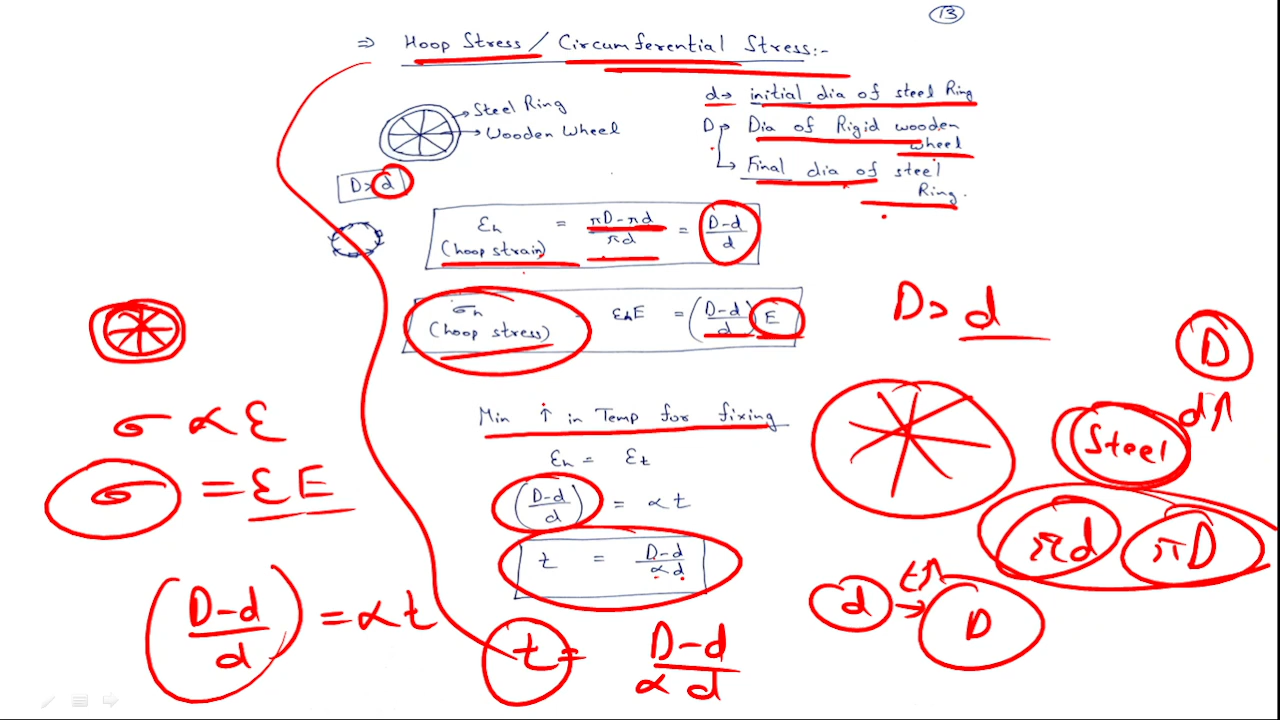 13
⇒ Hoop Stress / Circumferential Stress:-
Steel Ring
Wooden Wheel
d → initial dia of steel Ring
D → Dia of Rigid wooden
wheel
↳ Final dia of steel
Ring.
D>d
εh = πD-πd / πd = D-d / d
(hoop strain)
σh εhE = (D-d / d) E
(hoop stress)
D > d
D
Steel
d↑
πd πD
d t↑ → D
σ ∝ ε
σ = εE
(D-d / d) = αt
Min ↑ in Temp for fixing
εh = εt
(D-d / d) = αt
t = D-d / αd
t = D-d / αd